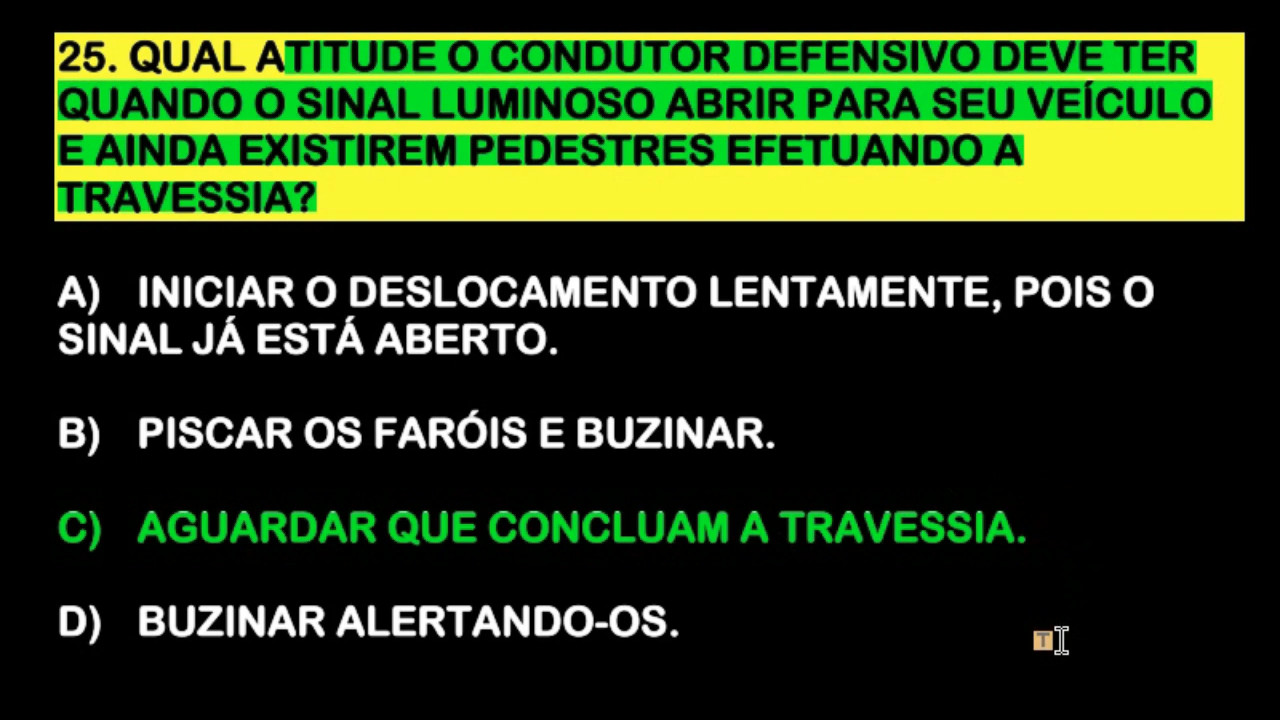 25. QUAL ATITUDE O CONDUTOR DEFENSIVO DEVE TER
QUANDO O SINAL LUMINOSO ABRIR PARA SEU VEÍCULO
E AINDA EXISTIREM PEDESTRES EFETUANDO A
TRAVESSIA?
A) INICIAR O DESLOCAMENTO LENTAMENTE, POIS O
SINAL JÁ ESTÁ ABERTO.
B) PISCAR OS FARÓIS E BUZINAR.
C) AGUARDAR QUE CONCLUAM A TRAVESSIA.
D) BUZINAR ALERTANDO-OS.
T